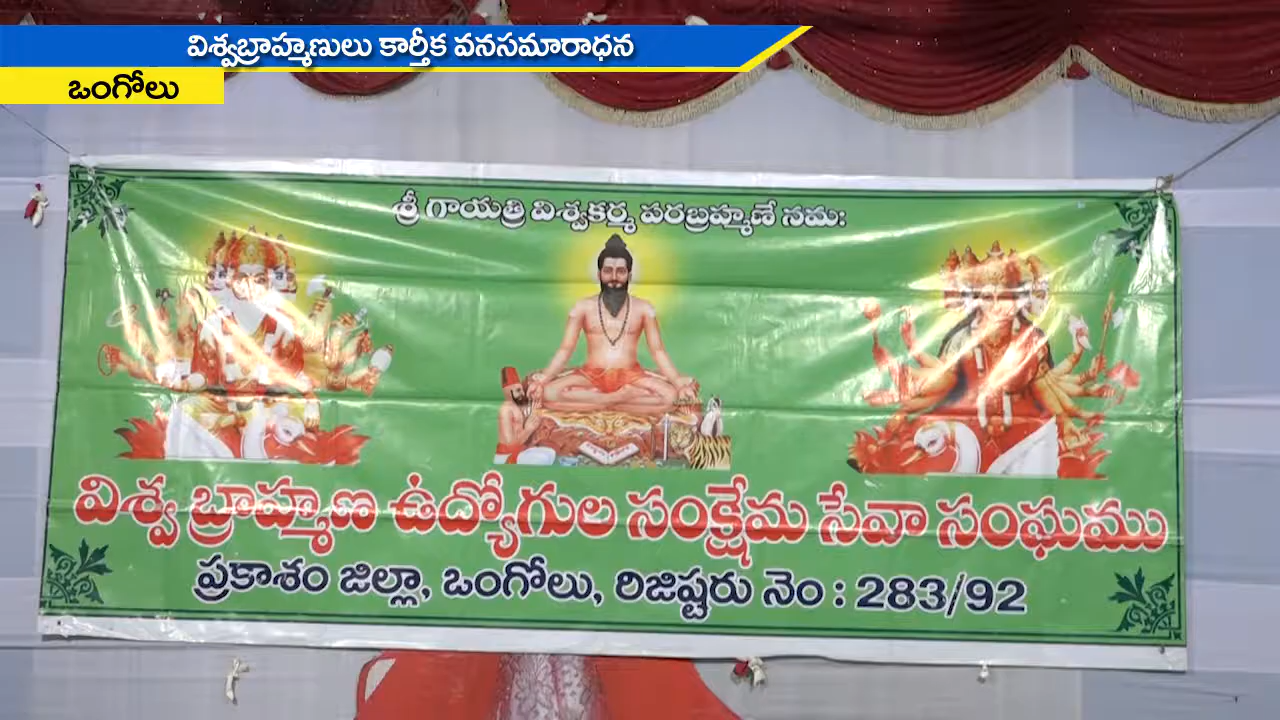 విశ్వబ్రాహ్మణులు కార్తీక వనసమారాధన
ఒంగోలు
శ్రీ గాయత్రి విశ్వకర్మ పరబ్రహ్మణే నమః
విశ్వ బ్రాహ్మణ ఉద్యోగుల సంక్షేమ సేవా సంఘము
ప్రకాశం జిల్లా, ఒంగోలు, రిజిష్టరు నెం : 283/92